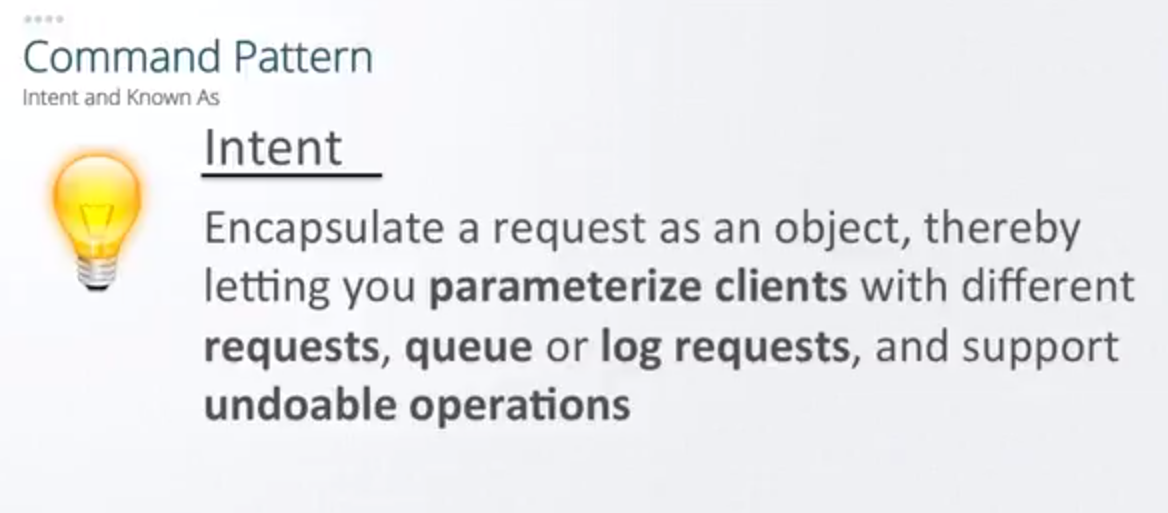 Command Pattern
Intent and Known As
Intent
Encapsulate a request as an object, thereby
letting you parameterize clients with different
requests, queue or log requests, and support
undoable operations